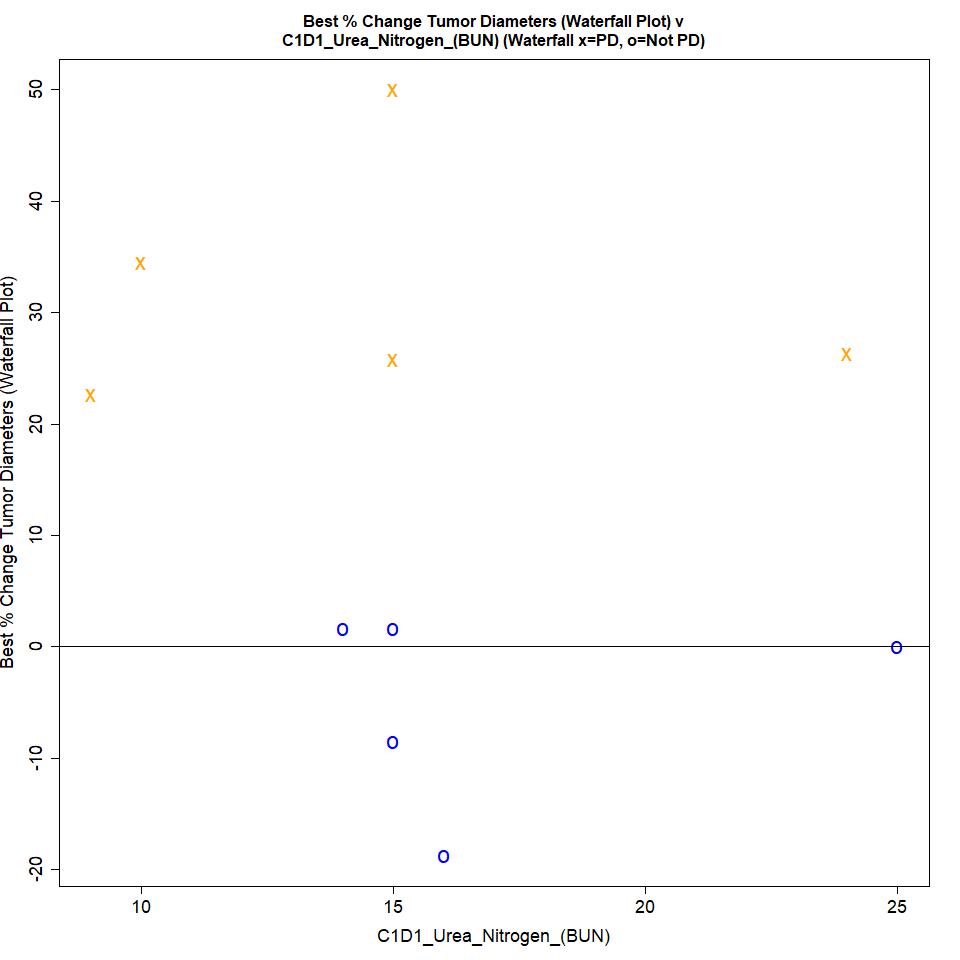 Best % Change Tumor Diameters (Waterfall Plot) v
C1D1_Urea_Nitrogen_(BUN) (Waterfall x=PD, o=Not PD)
Best % Change Tumor Diameters (Waterfall Plot)
50
40
30
20
10
0
-10
-20
X
X
X
X
X
O
O
O
O
O
10
15
20
25
C1D1_Urea_Nitrogen_(BUN)